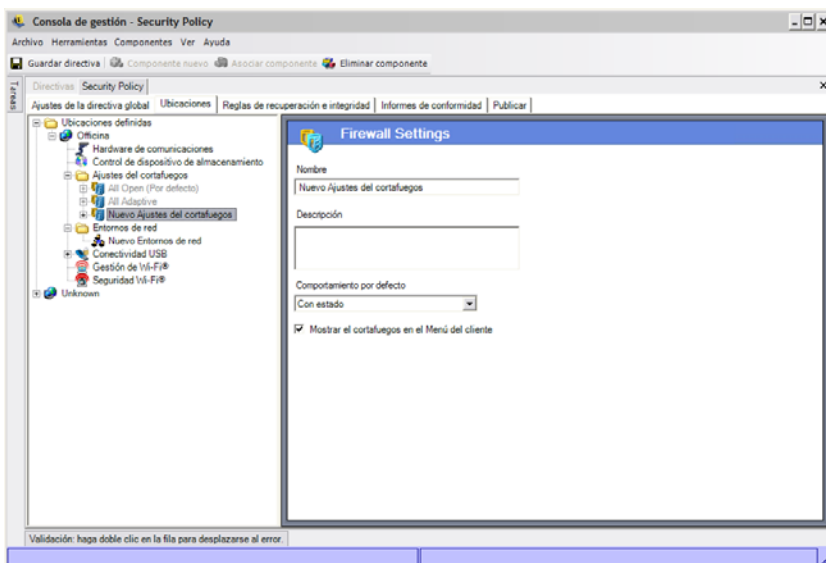 Consola de gestión - Security Policy
Archivo Herramientas Componentes Ver Ayuda
Guardar directiva Componente nuevo Asociar componente Eliminar componente
Tareas
Directivas Security Policy
Ajustes de la directiva global Ubicaciones Reglas de recuperación e integridad Informes de conformidad Publicar
Ubicaciones definidas
Officina
Hardware de comunicaciones
Control de dispositivo de almacenamiento
Ajustes del cortafuegos
All Open (Por defecto)
All Adaptive
Nuevo Ajustes del cortafuegos
Entornos de red
Nuevo Entornos de red
Conectividad USB
Gestión de Wi-Fi®
Seguridad Wi-Fi®
Unknown
Firewall Settings
Nombre
Nuevo Ajustes del cortafuegos
Descripción
Comportamiento por defecto
Con estado
Mostrar el cortafuegos en el Menú del cliente
Validación: haga doble clic en la fila para desplazarse al error.